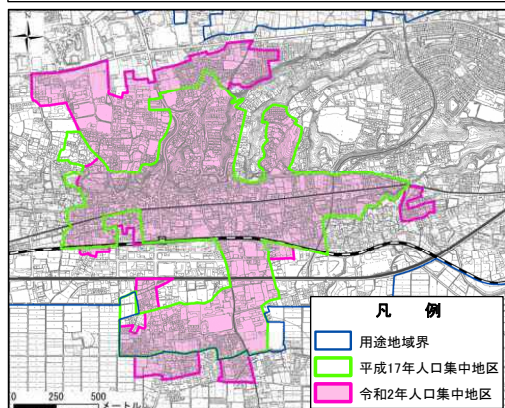 凡 例
用途地域界
平成17年人口集中地区
令和2年人口集中地区
0 250 500
メートル